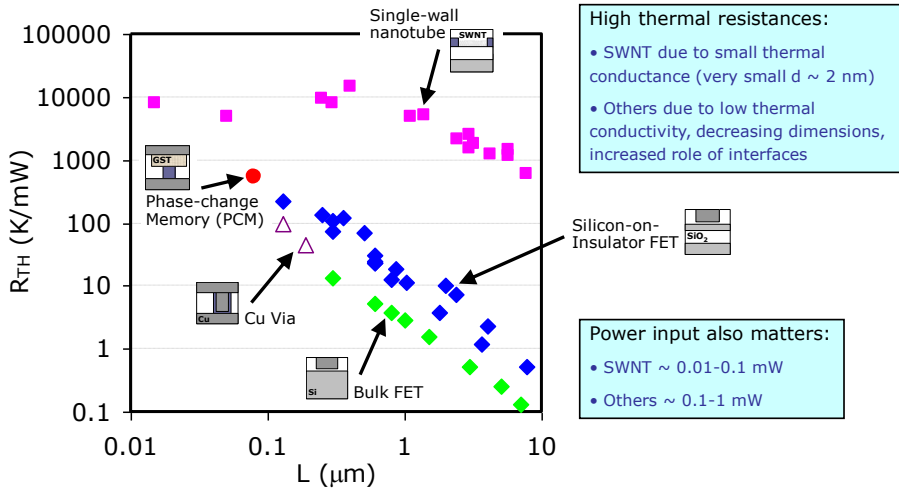 100000
10000
1000
100
10
1
0.1
R_TH (K/mW)
0.01
0.1
1
10
L (μm)
Single-wall
nanotube
SWNT
GST
Phase-change
Memory (PCM)
Cu
Cu Via
Si
Bulk FET
Silicon-on-
Insulator FET
SiO₂
High thermal resistances:
• SWNT due to small thermal
conductance (very small d ~ 2 nm)
• Others due to low thermal
conductivity, decreasing dimensions,
increased role of interfaces
Power input also matters:
• SWNT ~ 0.01-0.1 mW
• Others ~ 0.1-1 mW